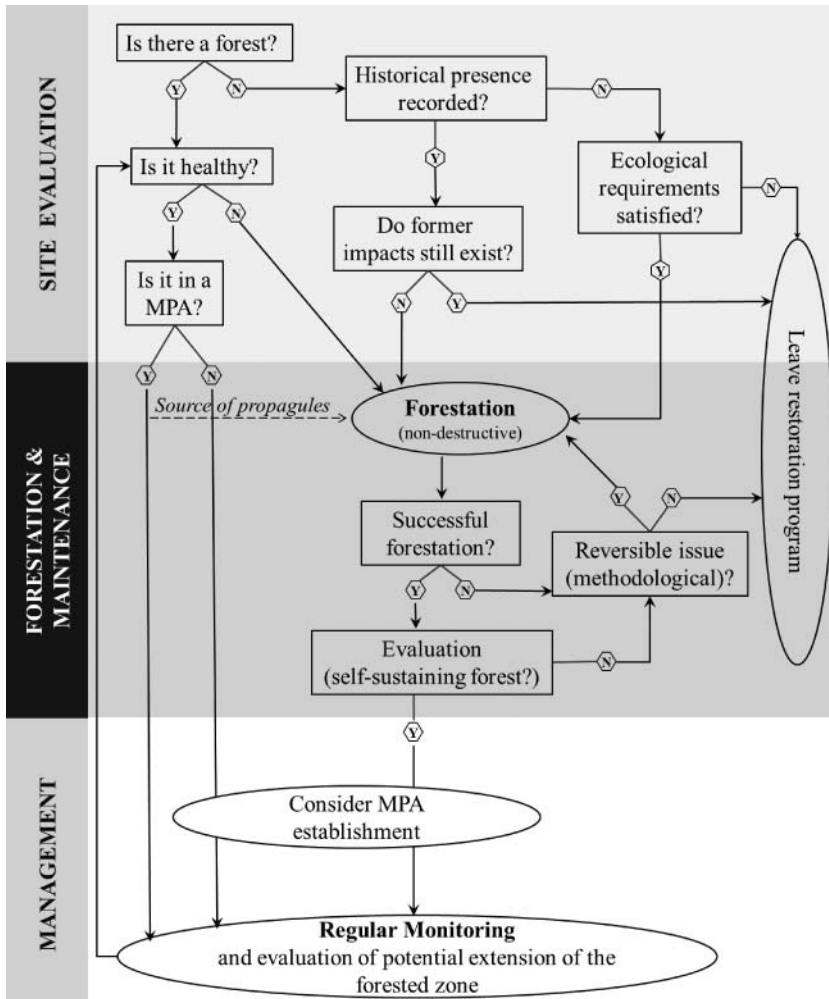 SITE EVALUATION
Is there a forest?
Y
N
Historical presence
recorded?
N
Y
Is it healthy?
Y
N
Ecological
requirements
satisfied?
N
Y
Do former
impacts still exist?
N
Y
Is it in a
MPA?
Y
N
Leave restoration program
FORESTATION &
MAINTENANCE
Source of propagules
Forestation
(non-destructive)
Successful
forestation?
Y
N
Reversible issue
(methodological)?
Y
N
Evaluation
(self-sustaining forest?)
N
Y
MANAGEMENT
Consider MPA
establishment
Regular Monitoring
and evaluation of potential extension of the
forested zone